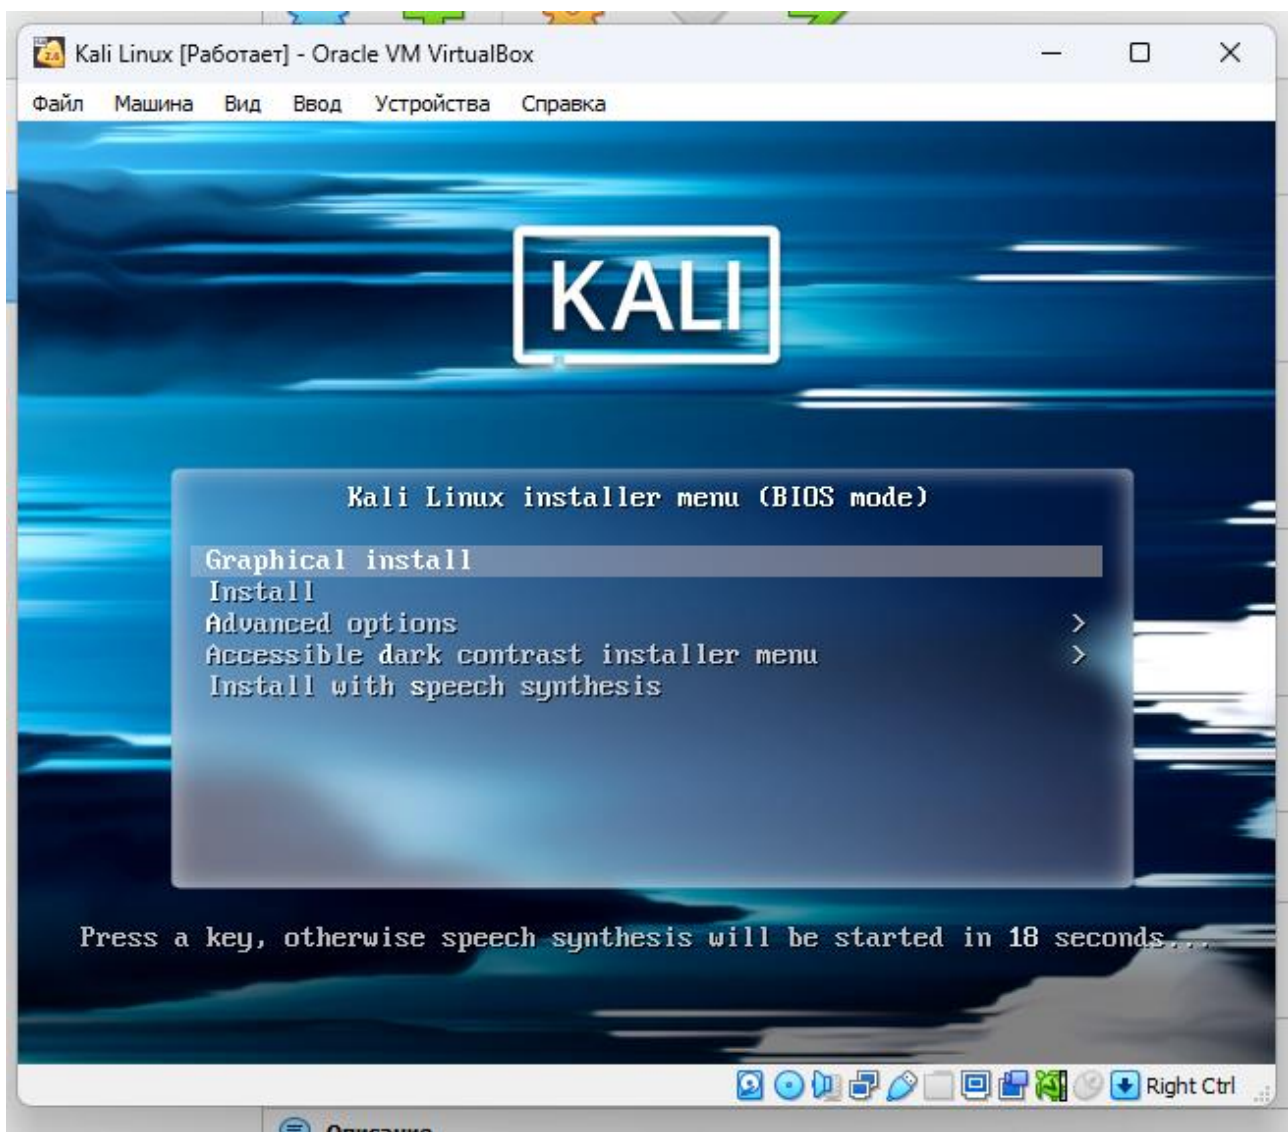 Kali Linux [Работает] - Oracle VM VirtualBox
Файл Машина Вид Ввод Устройства Справка
KALI
Kali Linux installer menu (BIOS mode)
Graphical install
Install
Advanced options >
Accessible dark contrast installer menu >
Install with speech synthesis
Press a key, otherwise speech synthesis will be started in 18 seconds...
Right Ctrl